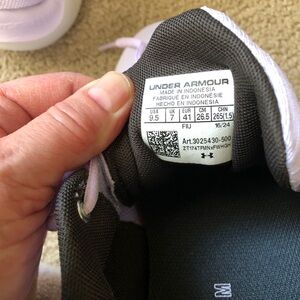 UNDER ARMOUR
MADE IN INDONESIA
FABRIQUÉ EN INDONÉSIE
HECHO EN INDONESIA
USA UK EUR CM CHN
9.5 7 41 26.5 265(1.5)
FIU 16/24
Art.3025430-500
M